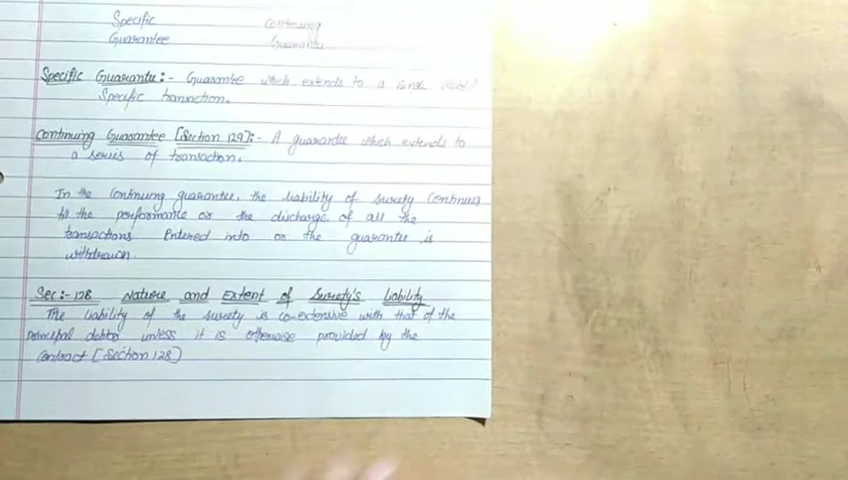 Specific Continuing
Guarantee Guarantee
Specific Guarantee:- Guarantee which extends to a single
Specific transaction.
Continuing Guarantee [Section 129]:- A guarantee which extends to
a series of transaction.
In the Continuing guarantee, the liability of surety Continues
till the performance or the discharge of all the
transactions Entered into or the guarantee is
withdrawn.
Sec:-128 Nature and Extent of Surety's liability
The liability of the surety is co-extensive with that of the
principal debtor unless it is otherwise provided by the
Contract [Section 128]